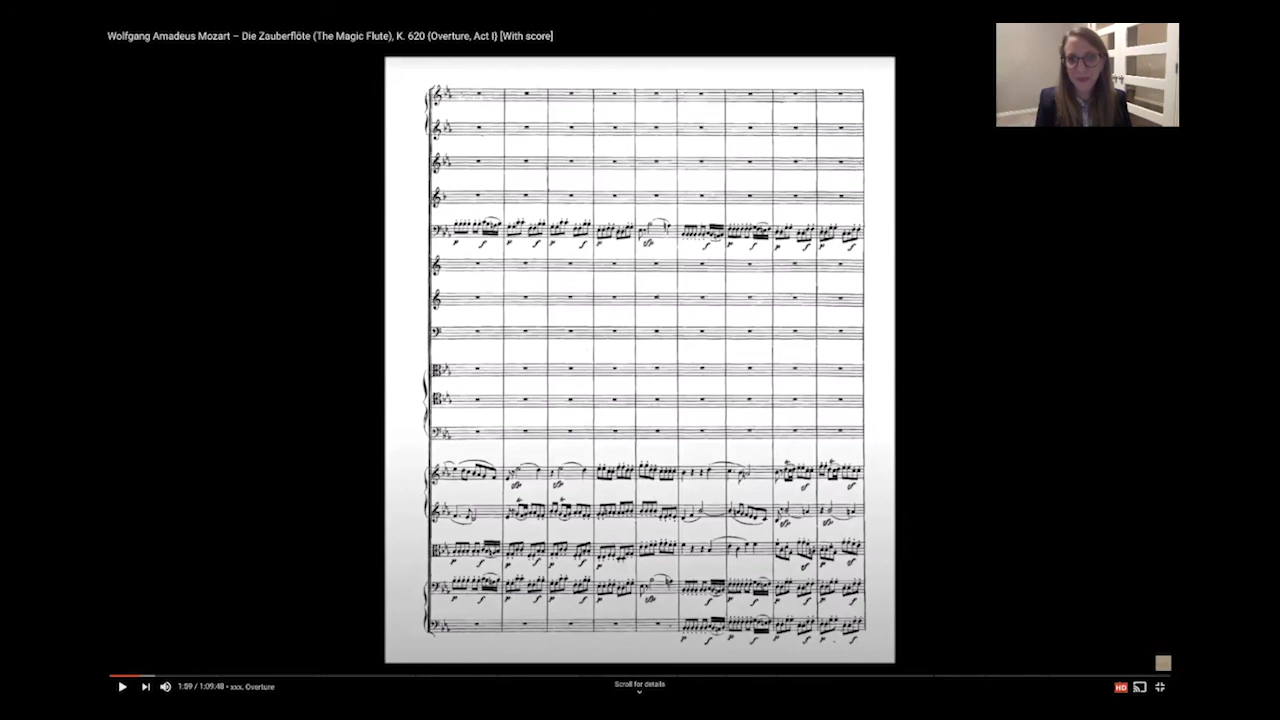 Wolfgang Amadeus Mozart – Die Zauberflöte (The Magic Flute), K. 620 {Overture, Act I} [With score]
1:59 / 1:09:48 • xxx. Overture
Scroll for details
HD